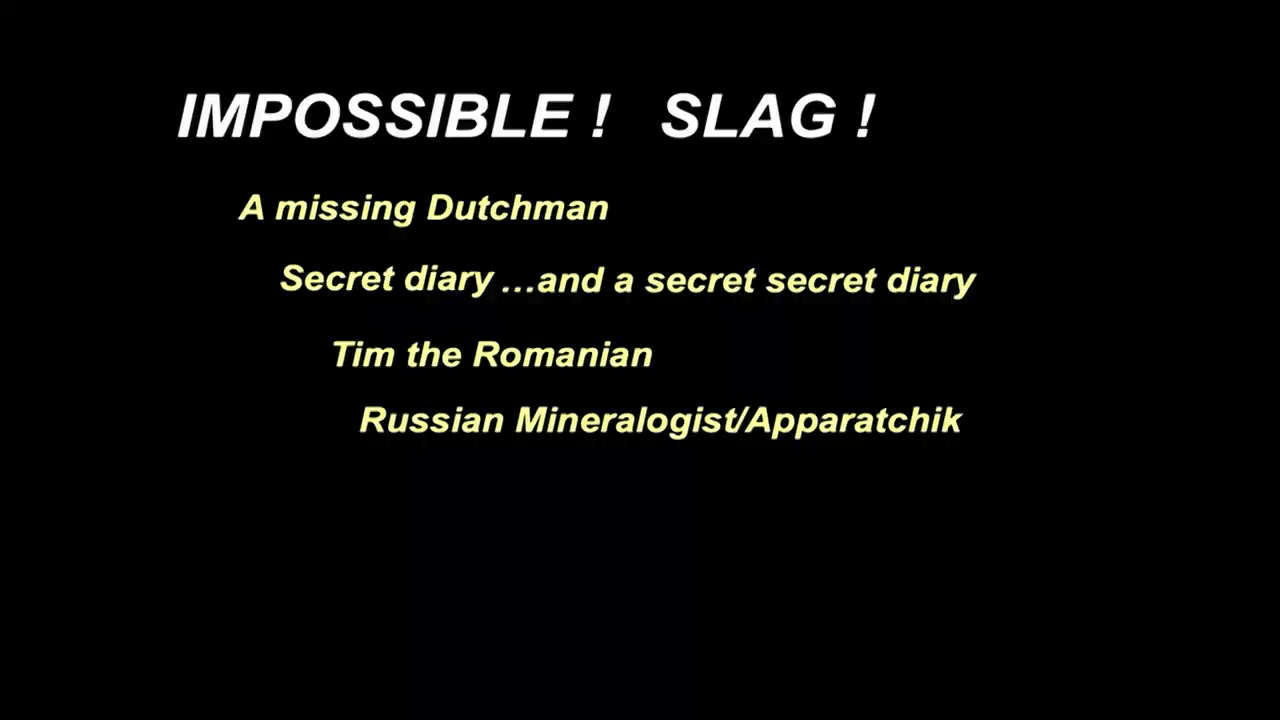 IMPOSSIBLE ! SLAG !
A missing Dutchman
Secret diary ...and a secret secret diary
Tim the Romanian
Russian Mineralogist/Apparatchik